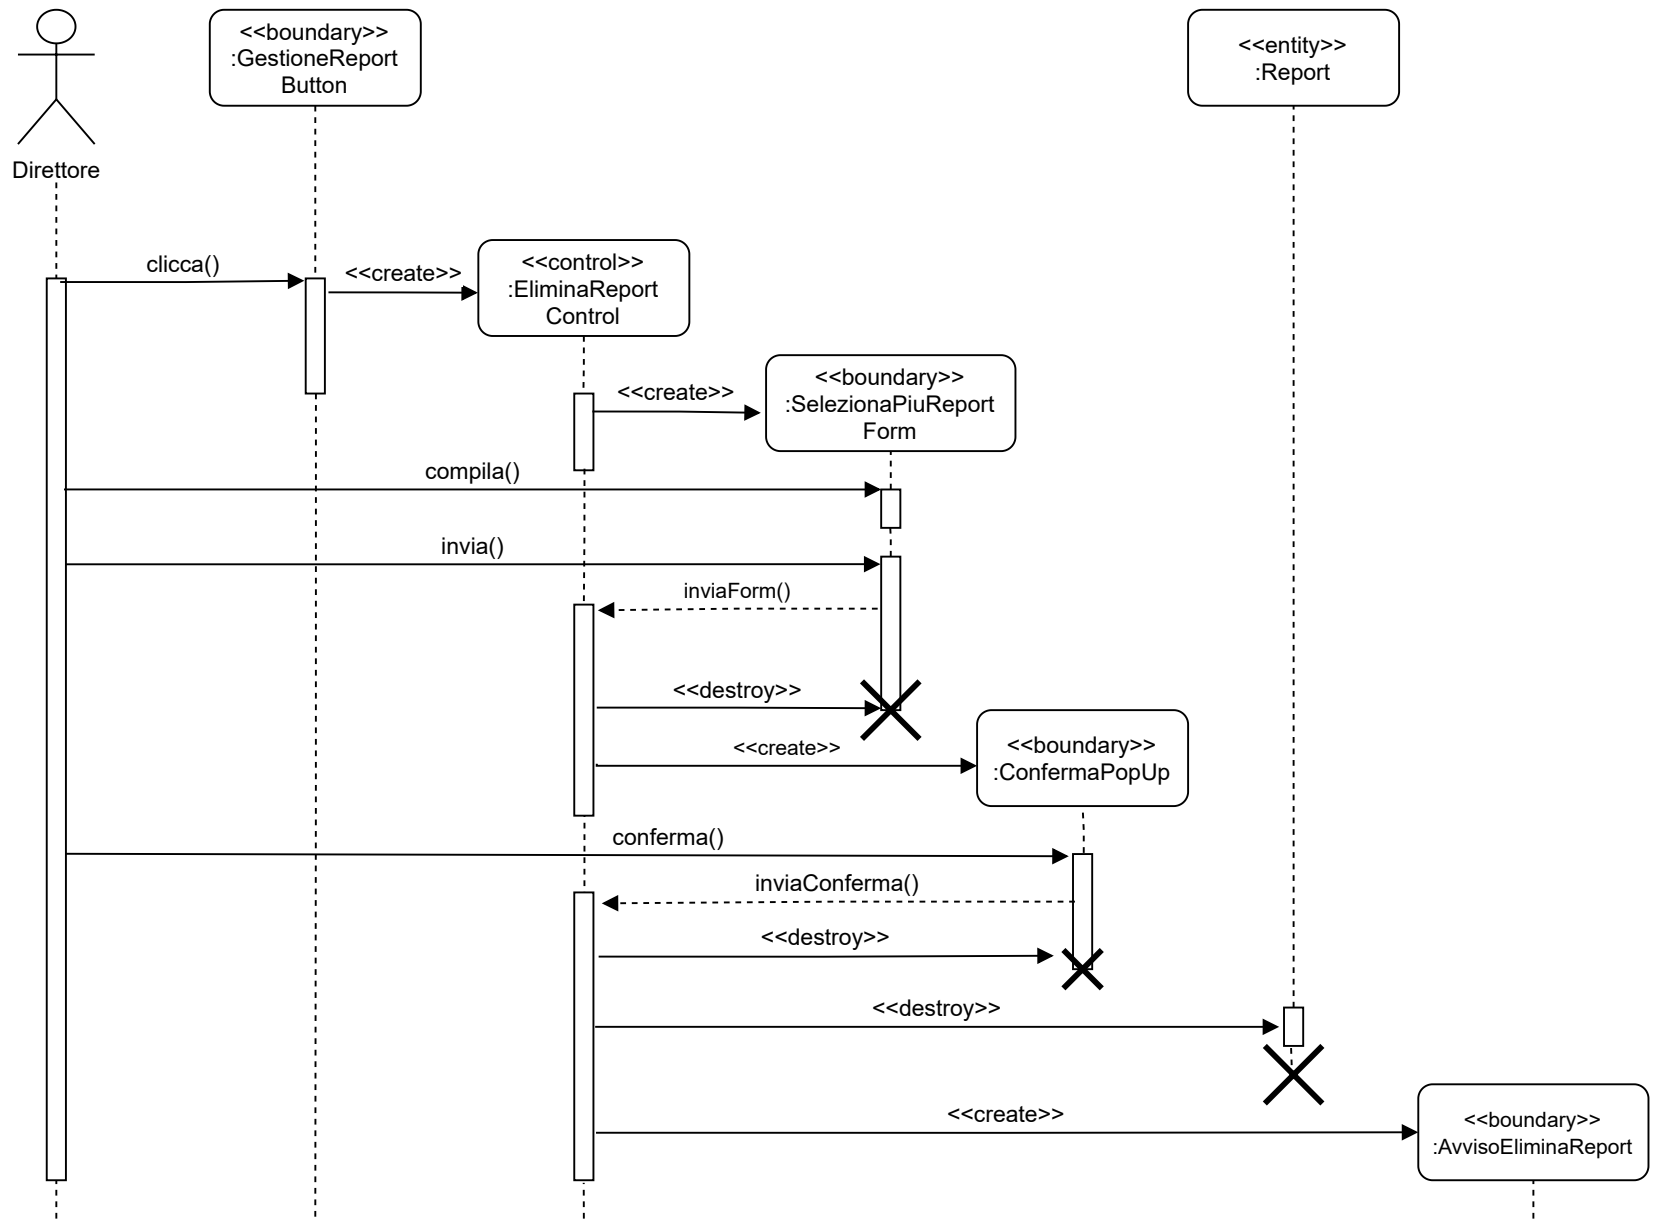 <<boundary>>
:GestioneReport
Button
<<entity>>
:Report
Direttore
clicca()
<<create>>
<<control>>
:EliminaReport
Control
<<create>>
<<boundary>>
:SelezionaPiuReport
Form
compila()
invia()
inviaForm()
<<destroy>>
<<create>>
<<boundary>>
:ConfermaPopUp
conferma()
inviaConferma()
<<destroy>>
<<destroy>>
<<create>>
<<boundary>>
:AvvisoEliminaReport